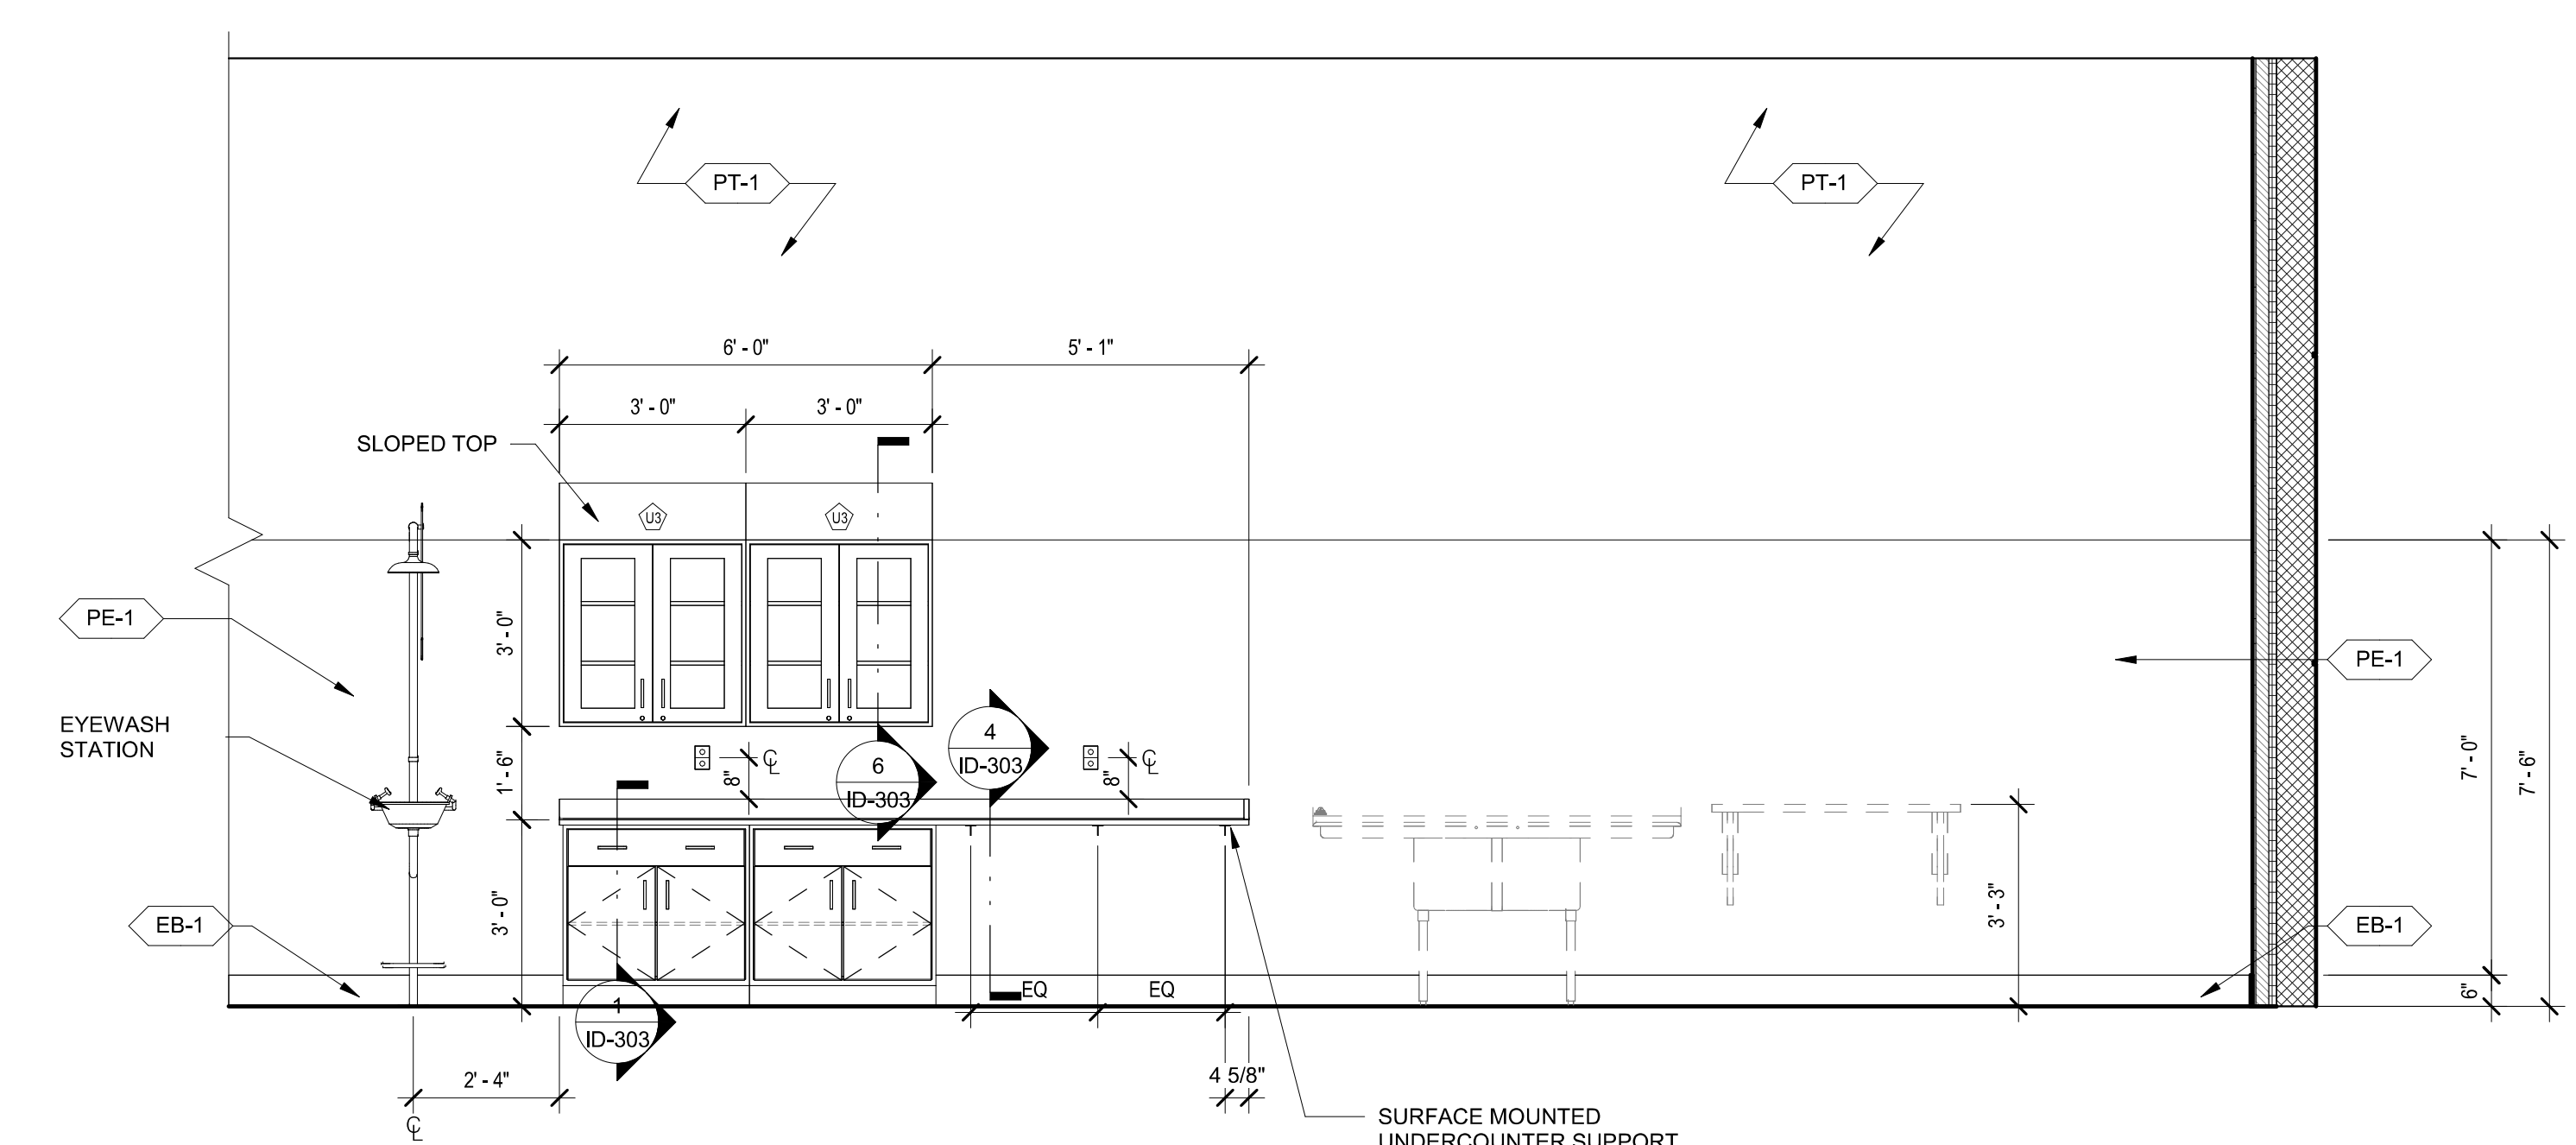 PT-1
PT-1
6' - 0"
5' - 1"
3' - 0"
3' - 0"
SLOPED TOP
U3
U3
PE-1
3' - 0"
PE-1
EYEWASH
STATION
1' - 6"
8"
℄
6
ID-303
4
ID-303
8"
℄
7' - 0"
7' - 6"
3' - 0"
3' - 3"
EB-1
EB-1
EQ
EQ
6"
1
ID-303
2' - 4"
4 5/8"
℄
SURFACE MOUNTED
UNDERCOUNTER SUPPORT